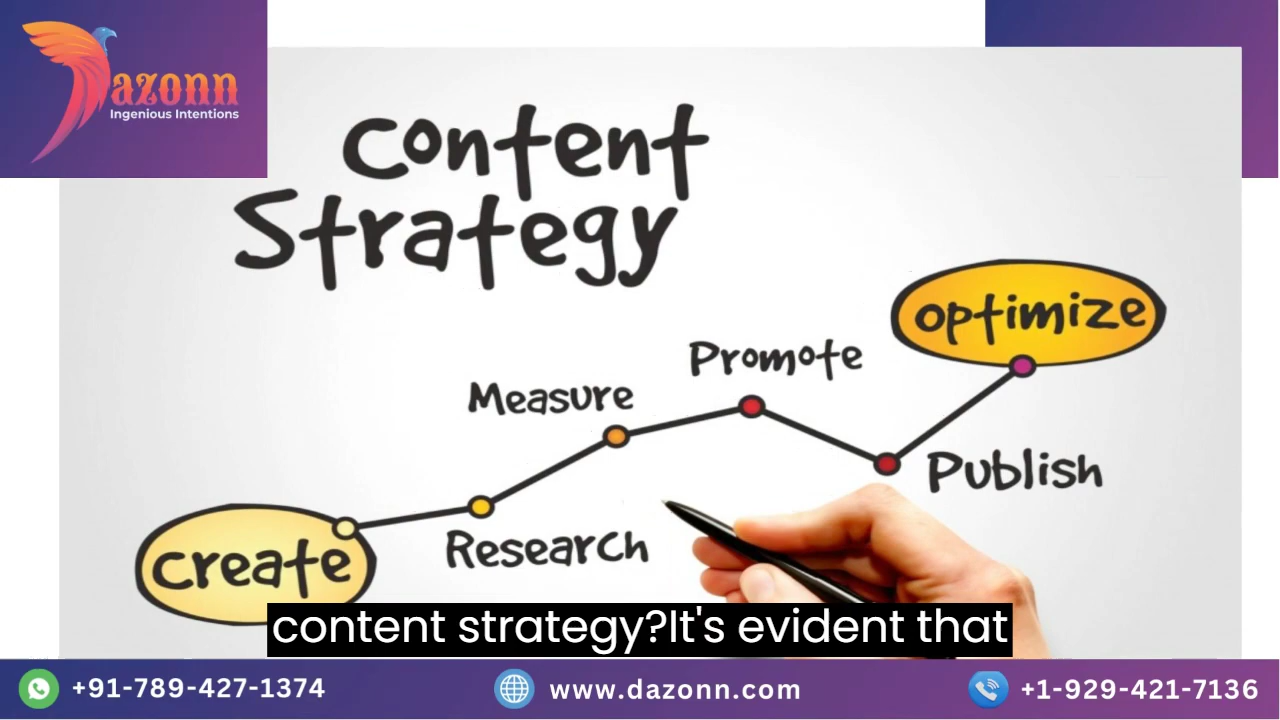 Dazonn
Ingenious Intentions
Content
Strategy
optimize
Promote
Measure
Publish
Research
create
content strategy?It's evident that
+91-789-427-1374
www.dazonn.com
+1-929-421-7136